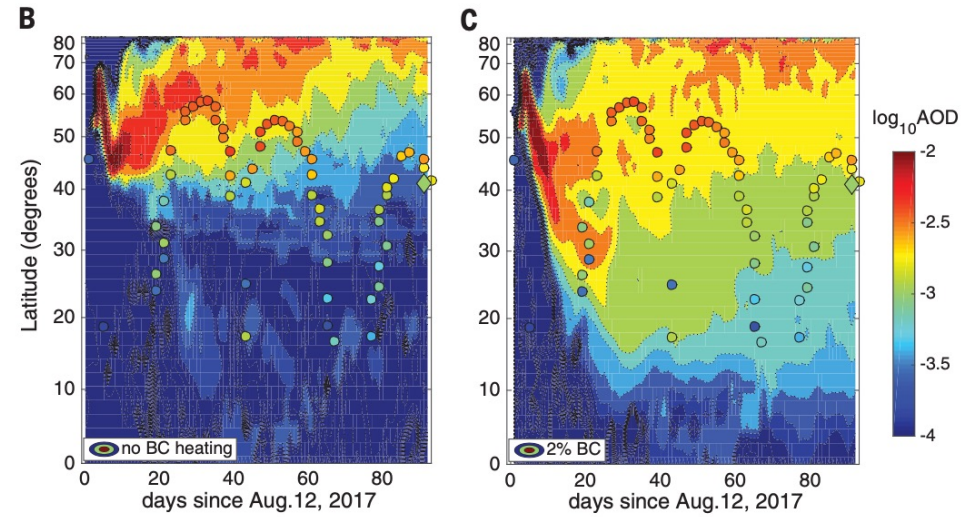 B
C
80
70
60
50
40
30
20
10
0
Latitude (degrees)
no BC heating
0 20 40 60 80
days since Aug.12, 2017
80
70
60
50
40
30
20
10
0
2% BC
0 20 40 60 80
days since Aug.12, 2017
log10AOD
-2
-2.5
-3
-3.5
-4